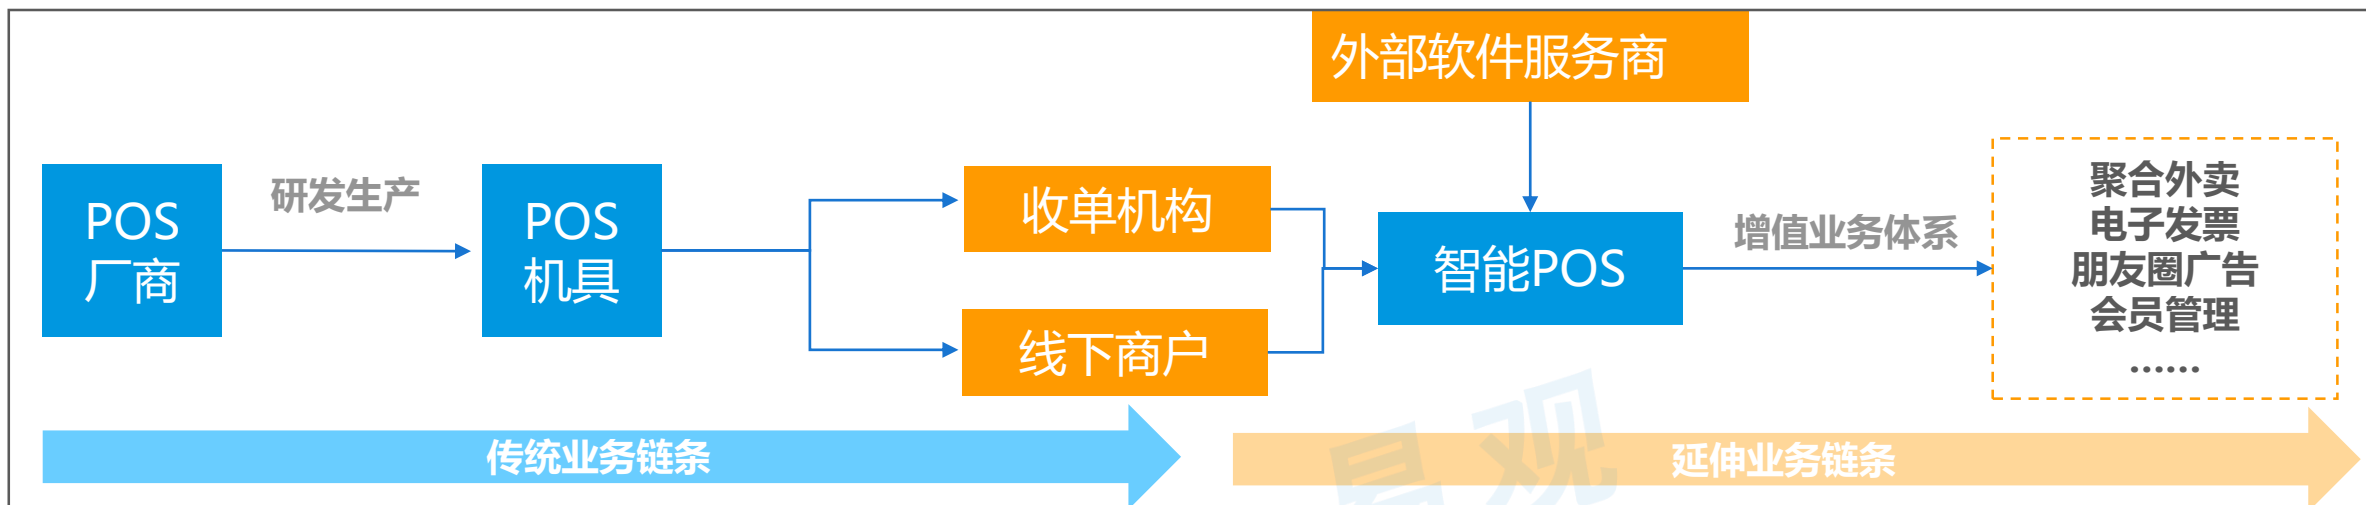 外部软件服务商
POS
厂商
研发生产
POS
机具
收单机构
线下商户
智能POS
增值业务体系
聚合外卖
电子发票
朋友圈广告
会员管理
······
传统业务链条
延伸业务链条
易观